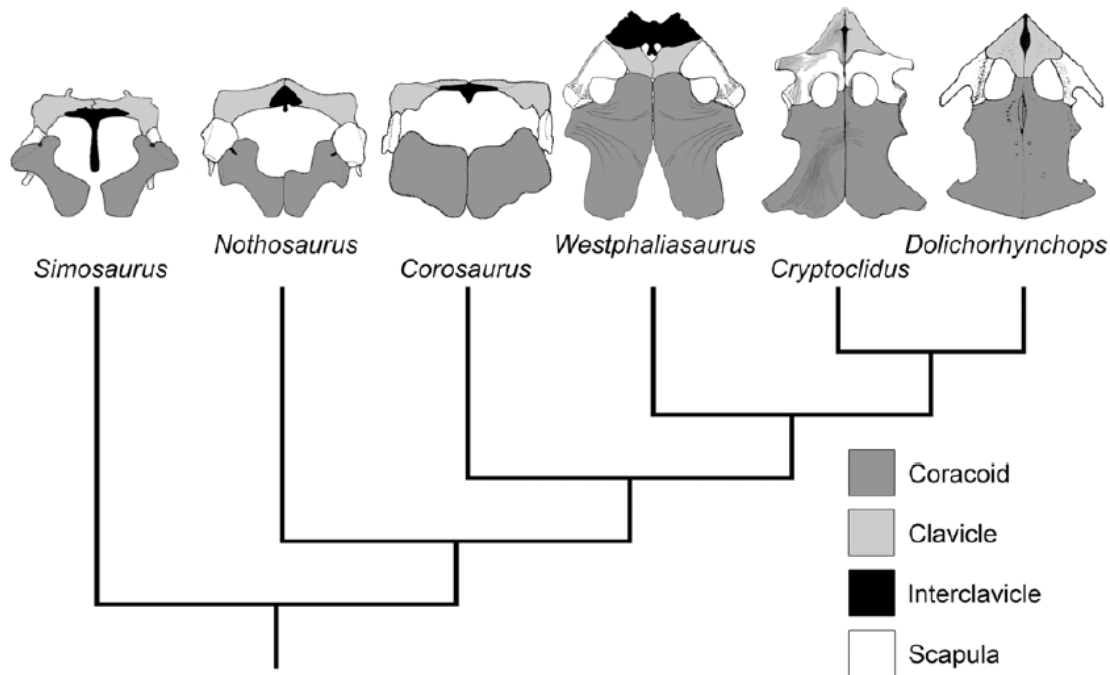 Simosaurus
Nothosaurus
Corosaurus
Westphaliasaurus
Cryptoclidus
Dolichorhynchops
Coracoid
Clavicle
Interclavicle
Scapula